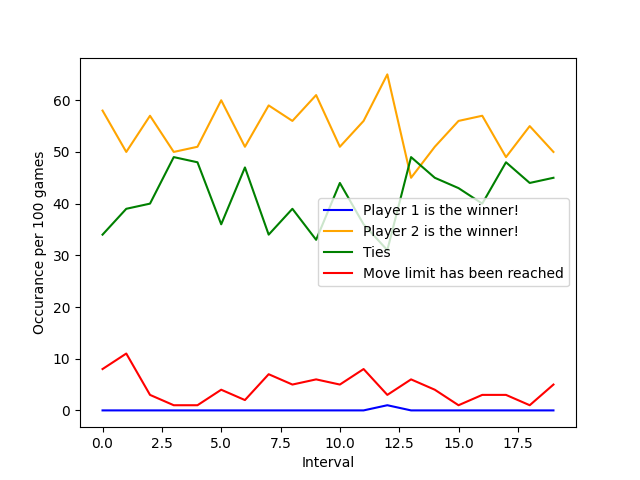 60
50
40
30
20
10
0
Occurance per 100 games
Player 1 is the winner!
Player 2 is the winner!
Ties
Move limit has been reached
0.0 2.5 5.0 7.5 10.0 12.5 15.0 17.5
Interval